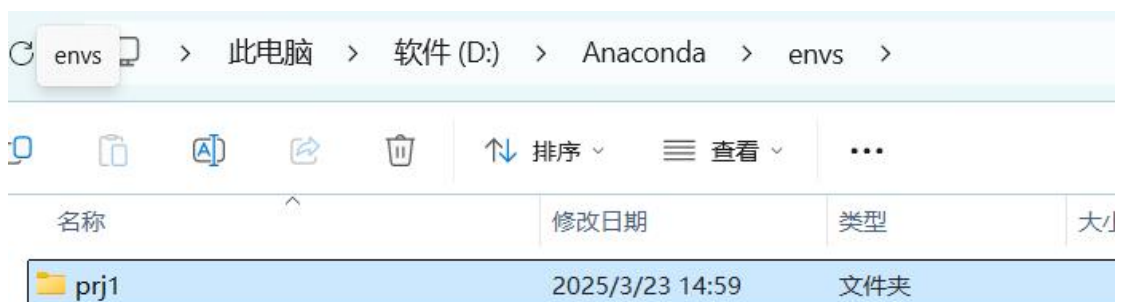 envs > 此电脑 > 软件 (D:) > Anaconda > envs >
排序 查看 •••
名称 修改日期 类型 大小
prj1 2025/3/23 14:59 文件夹